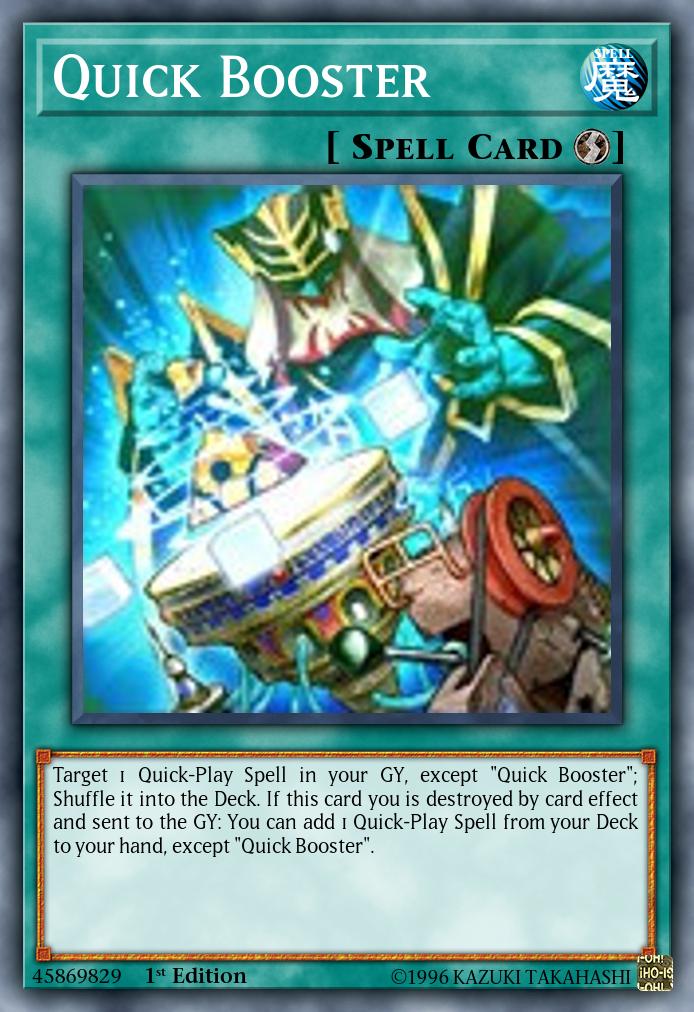 Quick Booster
SPELL
魔
[ Spell Card ]
Target 1 Quick-Play Spell in your GY, except "Quick Booster";
Shuffle it into the Deck. If this card you is destroyed by card effect
and sent to the GY: You can add 1 Quick-Play Spell from your Deck
to your hand, except "Quick Booster".
45869829 1st Edition
©1996 KAZUKI TAKAHASHI